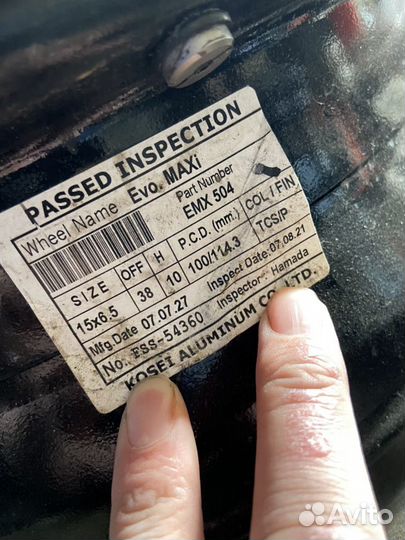 PASSED INSPECTION
Wheel Name Evo. MAXi
Part Number
EMX 504
SIZE OFF H P.C.D. (mm.) COL / FIN
15x6.5 38 10 100/114.3 TCS/P
Mfg.Date 07.07.27 Inspect Date: 07.08.21
No. FSS-54360 Inspector: Hamada
KOSEI ALUMINUM CO., LTD.
Avito